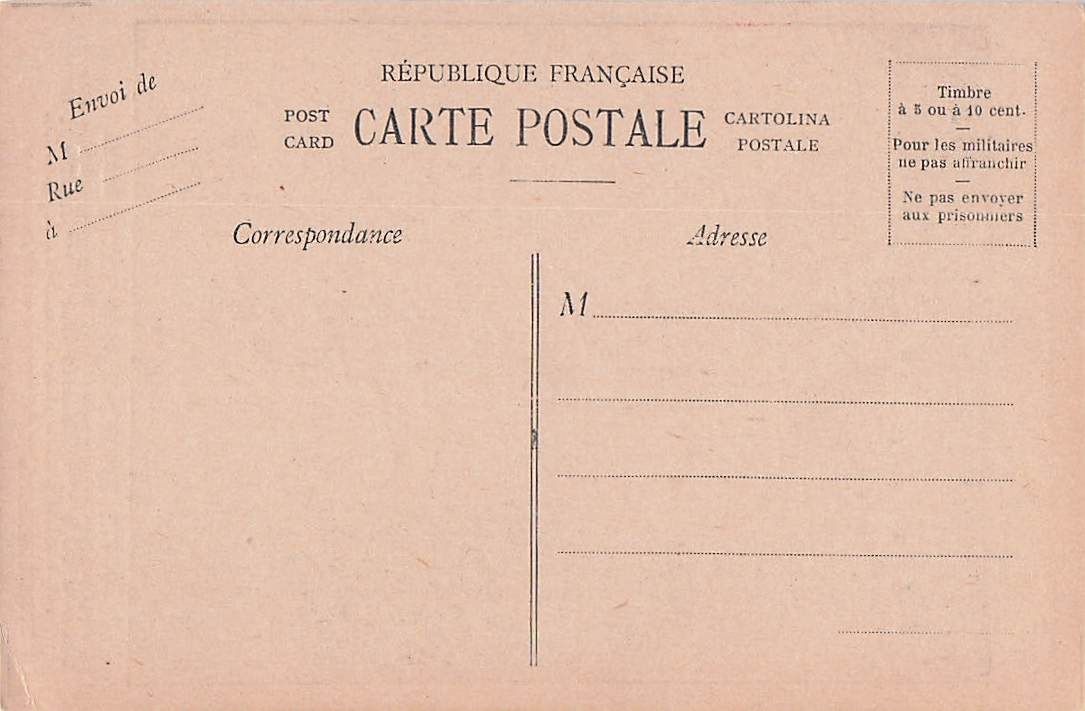 Envoi de
M
Rue
à
RÉPUBLIQUE FRANÇAISE
POST CARD
CARTE POSTALE
CARTOLINA POSTALE
Timbre
à 5 ou à 10 cent.
Pour les militaires
ne pas affranchir
Ne pas envoyer
aux prisonniers
Correspondance
Adresse
M